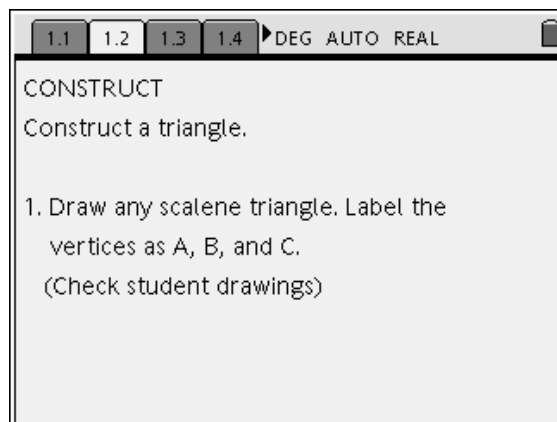 1.1 1.2 1.3 1.4 DEG AUTO REAL
CONSTRUCT
Construct a triangle.
1. Draw any scalene triangle. Label the
vertices as A, B, and C.
(Check student drawings)